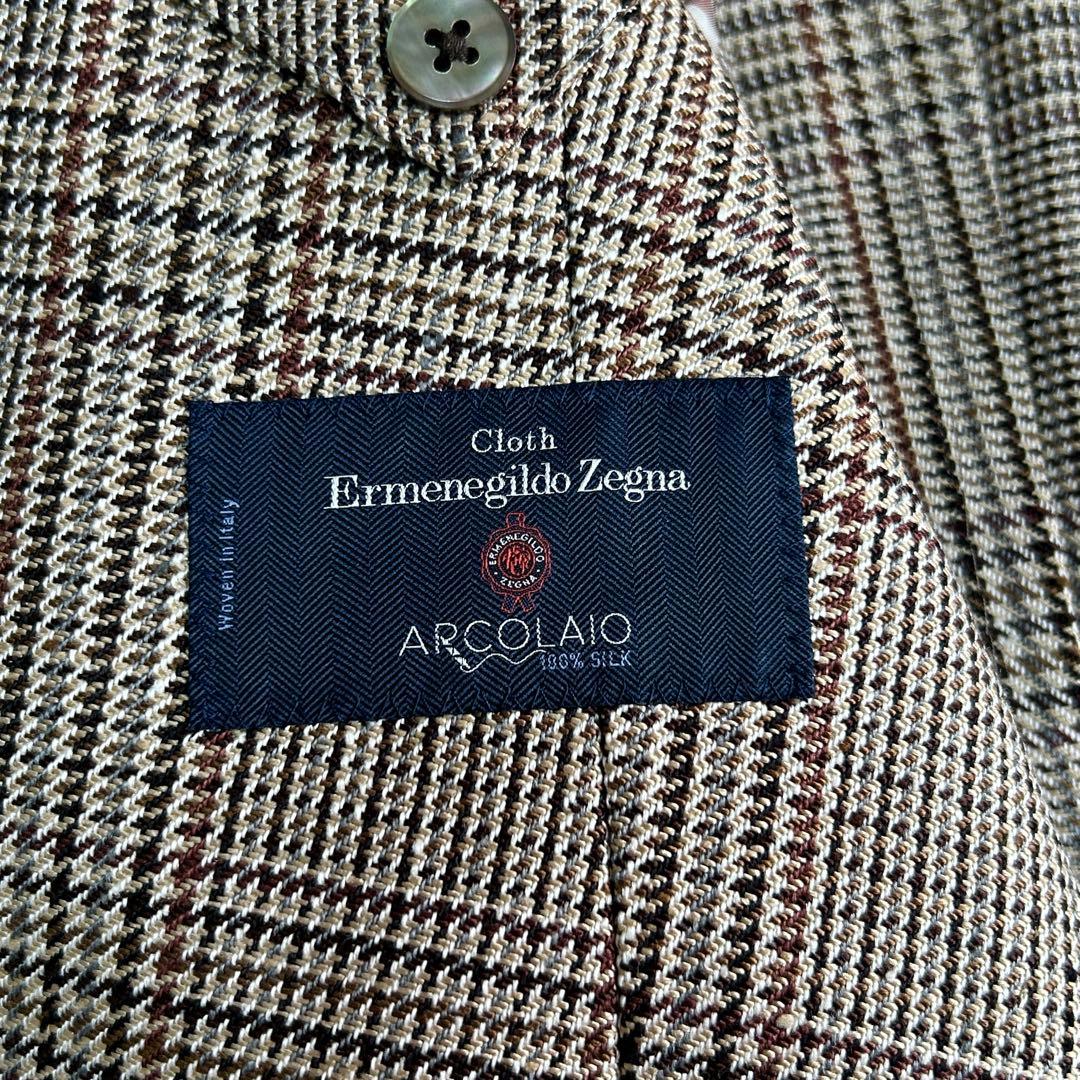 Cloth
Ermenegildo Zegna
ERMENEGILDO
ZEGNA
ARCOLAIO
100% SILK
Woven in Italy